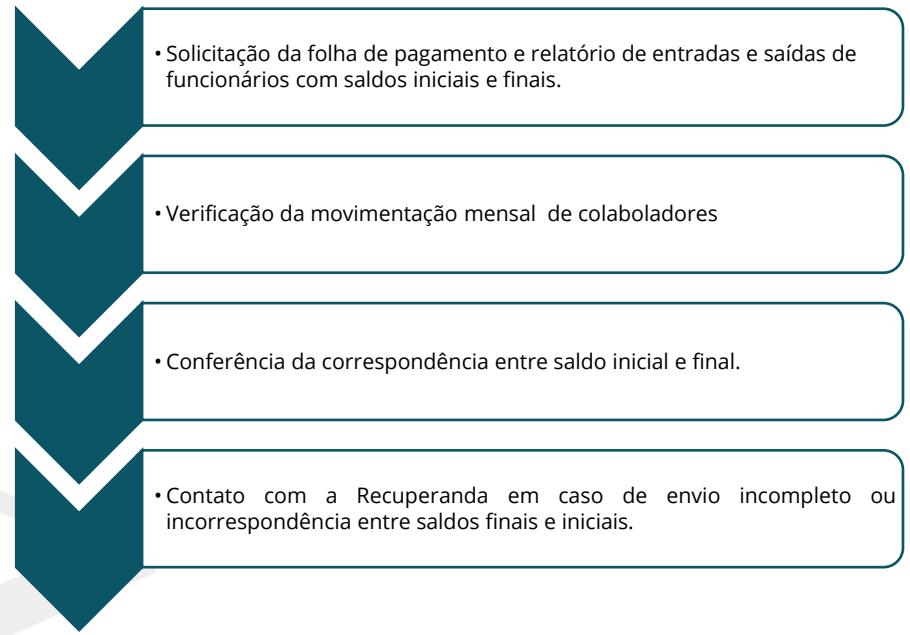 • Solicitação da folha de pagamento e relatório de entradas e saídas de
funcionários com saldos iniciais e finais.
• Verificação da movimentação mensal  de colaboladores
• Conferência da correspondência entre saldo inicial e final.
• Contato com a Recuperanda em caso de envio incompleto ou
incorrespondência entre saldos finais e iniciais.